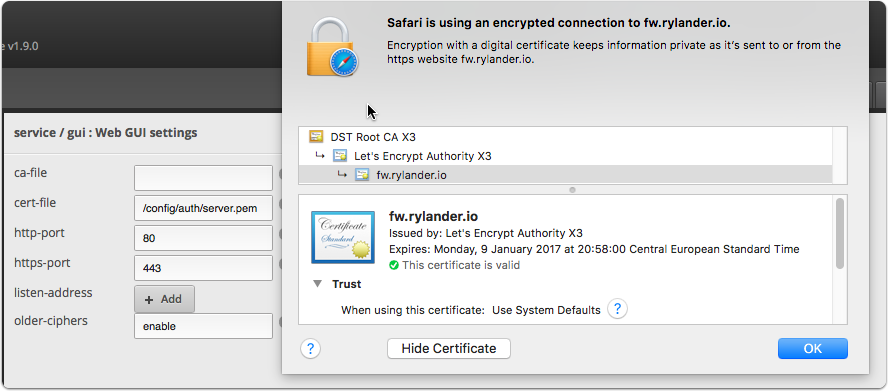 Safari is using an encrypted connection to fw.rylander.io.
Encryption with a digital certificate keeps information private as it's sent to or from the
https website fw.rylander.io.
e v1.9.0
service / gui : Web GUI settings
ca-file
cert-file /config/auth/server.pem
http-port 80
https-port 443
listen-address + Add
older-ciphers enable
DST Root CA X3
Let's Encrypt Authority X3
fw.rylander.io
Certificate
Standard
fw.rylander.io
Issued by: Let's Encrypt Authority X3
Expires: Monday, 9 January 2017 at 20:58:00 Central European Standard Time
This certificate is valid
Trust
When using this certificate: Use System Defaults ?
? Hide Certificate OK